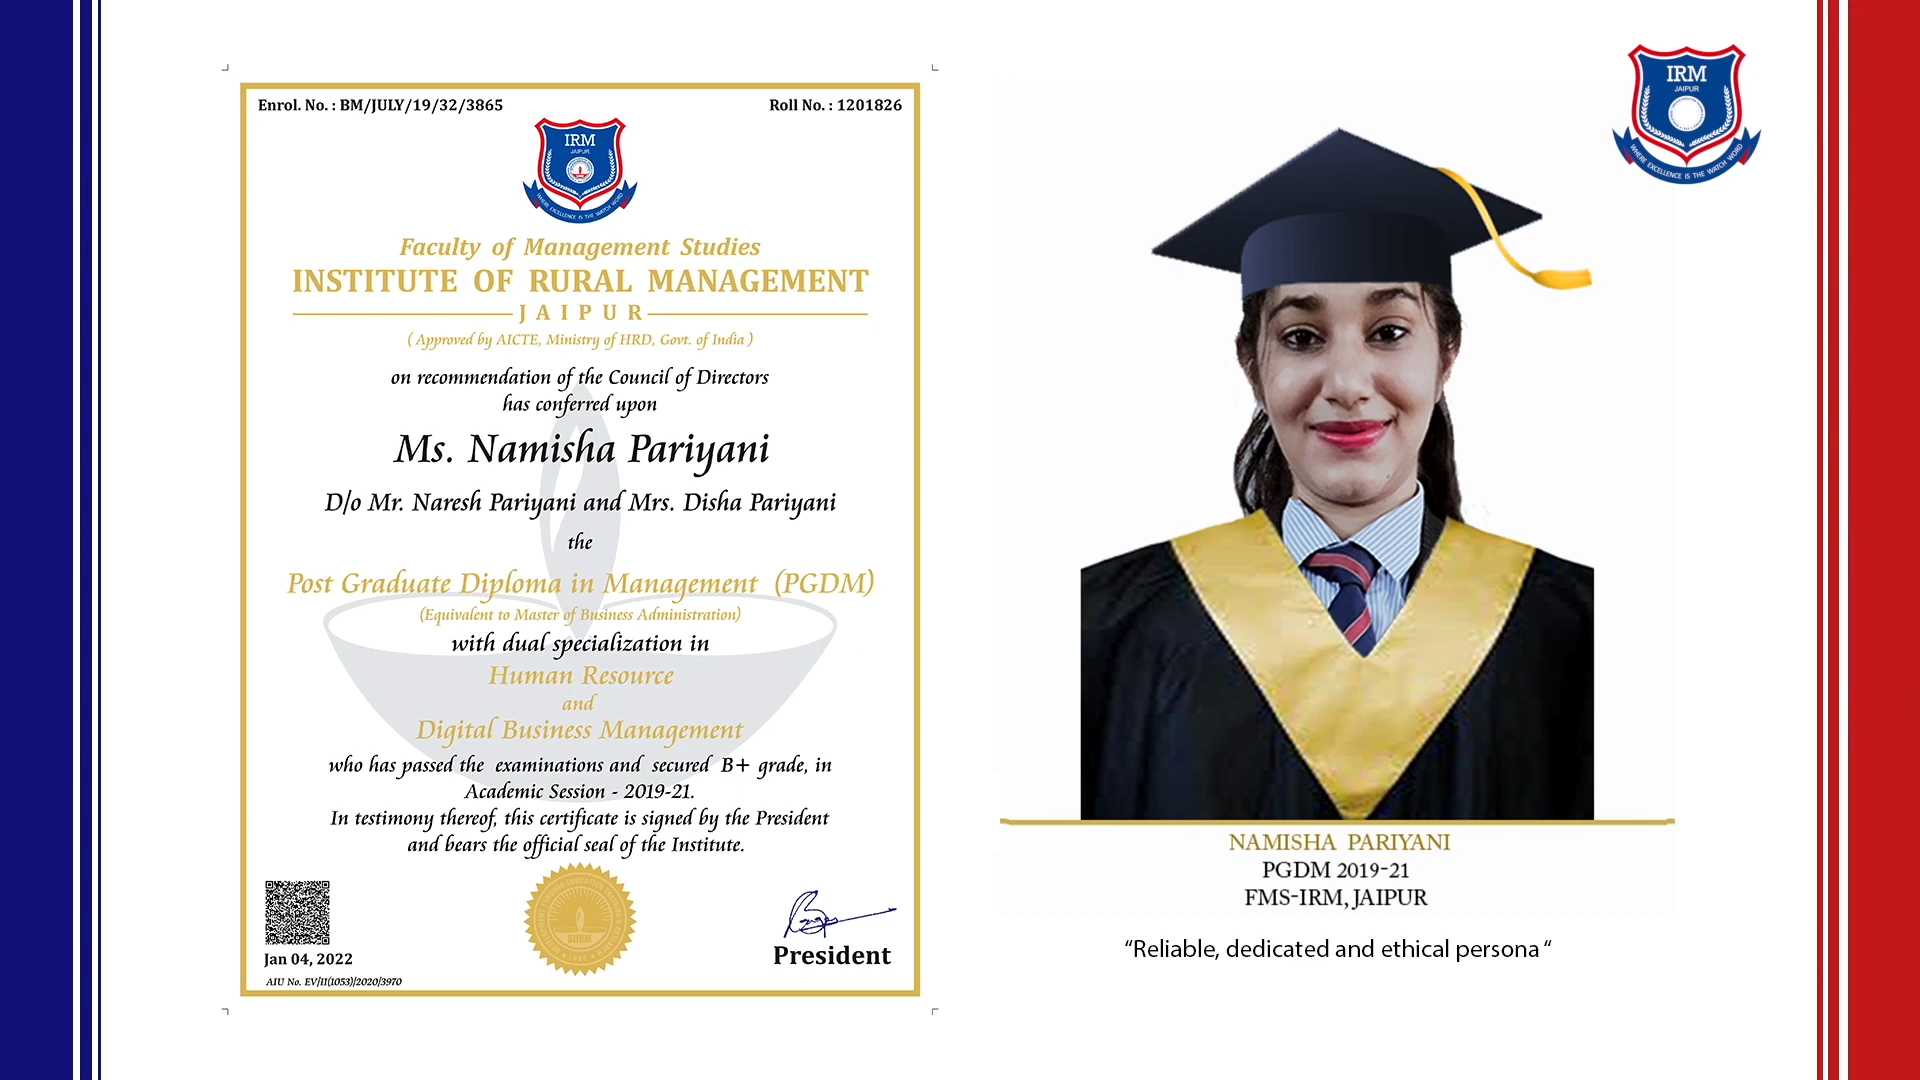 Enrol. No. : BM/JULY/19/32/3865
Roll No. : 1201826
IRM
JAIPUR
WHERE EXCELLENCE IS THE WATCH WORD
Faculty of Management Studies
INSTITUTE OF RURAL MANAGEMENT
JAIPUR
( Approved by AICTE, Ministry of HRD, Govt. of India )
on recommendation of the Council of Directors
has conferred upon
Ms. Namisha Pariyani
D/o Mr. Naresh Pariyani and Mrs. Disha Pariyani
the
Post Graduate Diploma in Management (PGDM)
(Equivalent to Master of Business Administration)
with dual specialization in
Human Resource
and
Digital Business Management
who has passed the examinations and secured B+ grade, in
Academic Session - 2019-21.
In testimony thereof, this certificate is signed by the President
and bears the official seal of the Institute.
Jan 04, 2022
President
AIU No. EV/II(1053)/2020/3970
IRM
JAIPUR
WHERE EXCELLENCE IS THE WATCH WORD
NAMISHA PARIYANI
PGDM 2019-21
FMS-IRM, JAIPUR
“Reliable, dedicated and ethical persona “